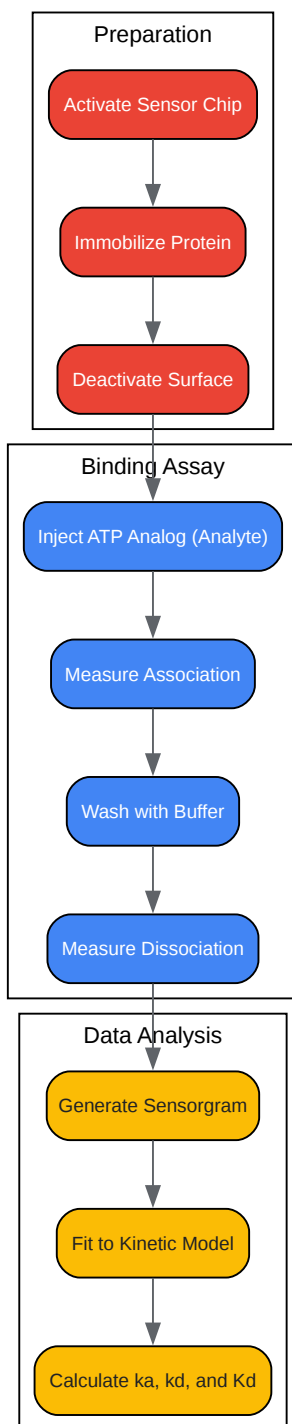 Preparation
Activate Sensor Chip
Immobilize Protein
Deactivate Surface
Binding Assay
Inject ATP Analog (Analyte)
Measure Association
Wash with Buffer
Measure Dissociation
Data Analysis
Generate Sensorgram
Fit to Kinetic Model
Calculate ka, kd, and Kd